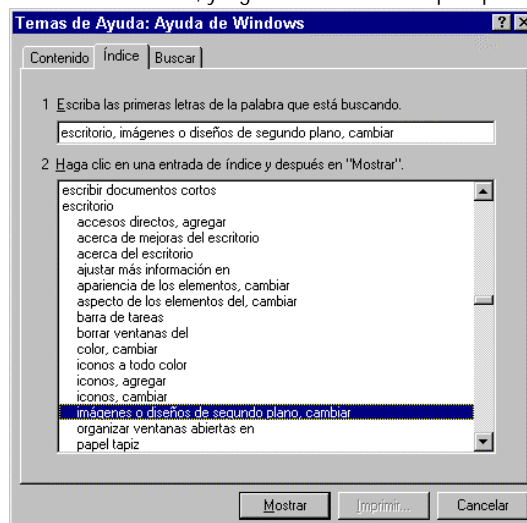 Temas de Ayuda: Ayuda de Windows
Contenido Índice Buscar
1 Escriba las primeras letras de la palabra que está buscando.
escritorio, imágenes o diseños de segundo plano, cambiar
2 Haga clic en una entrada de índice y después en "Mostrar".
escribir documentos cortos
escritorio
accesos directos, agregar
acerca de mejoras del escritorio
acerca del escritorio
ajustar más información en
apariencia de los elementos, cambiar
aspecto de los elementos del, cambiar
barra de tareas
borrar ventanas del
color, cambiar
iconos a todo color
iconos, agregar
iconos, cambiar
imágenes o diseños de segundo plano, cambiar
organizar ventanas abiertas en
papel tapiz
Mostrar Imprimir... Cancelar